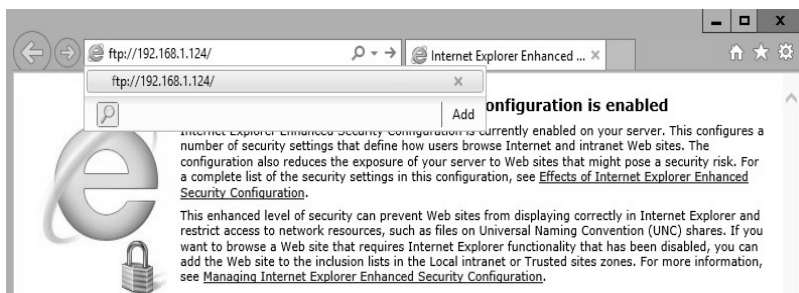 ftp://192.168.1.124/
Internet Explorer Enhanced ...
ftp://192.168.1.124/
Add
onfiguration is enabled
Internet Explorer Enhanced Security Configuration is currently enabled on your server. This configures a
number of security settings that define how users browse Internet and intranet Web sites. The
configuration also reduces the exposure of your server to Web sites that might pose a security risk. For
a complete list of the security settings in this configuration, see Effects of Internet Explorer Enhanced
Security Configuration.
This enhanced level of security can prevent Web sites from displaying correctly in Internet Explorer and
restrict access to network resources, such as files on Universal Naming Convention (UNC) shares. If you
want to browse a Web site that requires Internet Explorer functionality that has been disabled, you can
add the Web site to the inclusion lists in the Local intranet or Trusted sites zones. For more information,
see Managing Internet Explorer Enhanced Security Configuration.